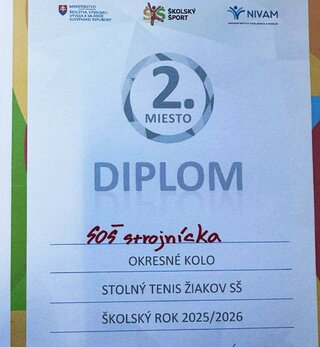 MINISTERSTVO
ŠKOLSTVA, VÝSKUMU,
VÝVOJA A MLÁDEŽE
SLOVENSKEJ REPUBLIKY
ŠKOLSKÝ
ŠPORT
NIVAM
2.
MIESTO
DIPLOM
SOŠ strojnícka
OKRESNÉ KOLO
STOLNÝ TENIS ŽIAKOV SŠ
ŠKOLSKÝ ROK 2025/2026